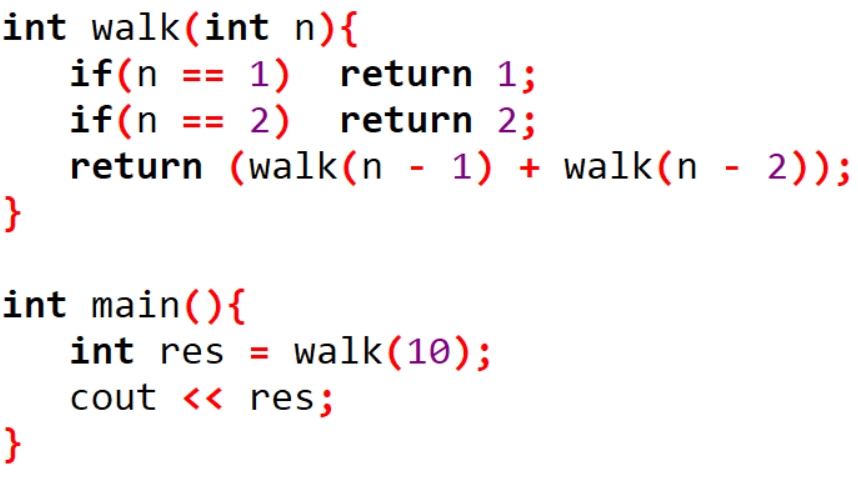 int walk(int n){
if(n == 1)  return 1;
if(n == 2)  return 2;
return (walk(n - 1) + walk(n - 2));
}
int main(){
int res = walk(10);
cout << res;
}